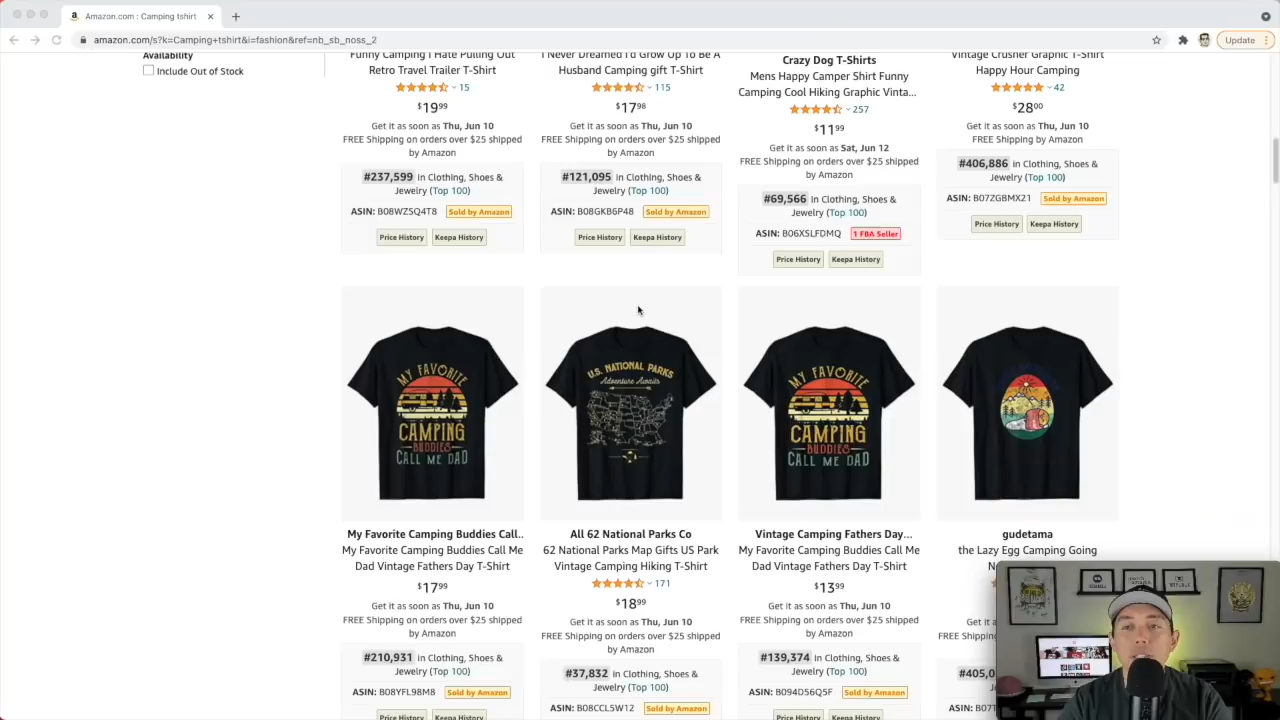 Amazon.com : Camping tshirt
amazon.com/s?k=Camping+tshirt&i=fashion&ref=nb_sb_noss_2
Update
Availability
Include Out of Stock
Funny Camping I Hate Pulling Out
Retro Travel Trailer T-Shirt
15
$19.99
Get it as soon as Thu, Jun 10
FREE Shipping on orders over $25 shipped
by Amazon
#237,599 in Clothing, Shoes &
Jewelry (Top 100)
ASIN: B08WZSQ4T8 Sold by Amazon
Price History Keepa History
I Never Dreamed I'd Grow Up To Be A
Husband Camping gift T-Shirt
115
$17.98
Get it as soon as Thu, Jun 10
FREE Shipping on orders over $25 shipped
by Amazon
#121,095 in Clothing, Shoes &
Jewelry (Top 100)
ASIN: B08GKB6P48 Sold by Amazon
Price History Keepa History
Crazy Dog T-Shirts
Mens Happy Camper Shirt Funny
Camping Cool Hiking Graphic Vinta...
257
$11.99
Get it as soon as Sat, Jun 12
FREE Shipping on orders over $25 shipped
by Amazon
#69,566 in Clothing, Shoes &
Jewelry (Top 100)
ASIN: B06XSLFDMQ 1 FBA Seller
Price History Keepa History
Vintage Crusher Graphic T-Shirt
Happy Hour Camping
42
$28.00
Get it as soon as Thu, Jun 10
FREE Shipping by Amazon
#406,886 in Clothing, Shoes &
Jewelry (Top 100)
ASIN: B07ZGBMX21 Sold by Amazon
Price History Keepa History
MY FAVORITE
CAMPING
BUDDIES
CALL ME DAD
My Favorite Camping Buddies Call..
My Favorite Camping Buddies Call Me
Dad Vintage Fathers Day T-Shirt
$17.99
Get it as soon as Thu, Jun 10
FREE Shipping on orders over $25 shipped
by Amazon
#210,931 in Clothing, Shoes &
Jewelry (Top 100)
ASIN: B08YFL98M8 Sold by Amazon
Price History Keepa History
U.S. NATIONAL PARKS
Adventure Awaits
All 62 National Parks Co
62 National Parks Map Gifts US Park
Vintage Camping Hiking T-Shirt
171
$18.99
Get it as soon as Thu, Jun 10
FREE Shipping on orders over $25 shipped
by Amazon
#37,832 in Clothing, Shoes &
Jewelry (Top 100)
ASIN: B08CCL5W12 Sold by Amazon
MY FAVORITE
CAMPING
BUDDIES
CALL ME DAD
Vintage Camping Fathers Day...
My Favorite Camping Buddies Call Me
Dad Vintage Fathers Day T-Shirt
$13.99
Get it as soon as Thu, Jun 10
FREE Shipping on orders over $25 shipped
by Amazon
#139,374 in Clothing, Shoes &
Jewelry (Top 100)
ASIN: B094D56Q5F Sold by Amazon
Price History Keepa History
gudetama
the Lazy Egg Camping Going
Get it
FREE Shipping
#405,0
Jew
ASIN: B07